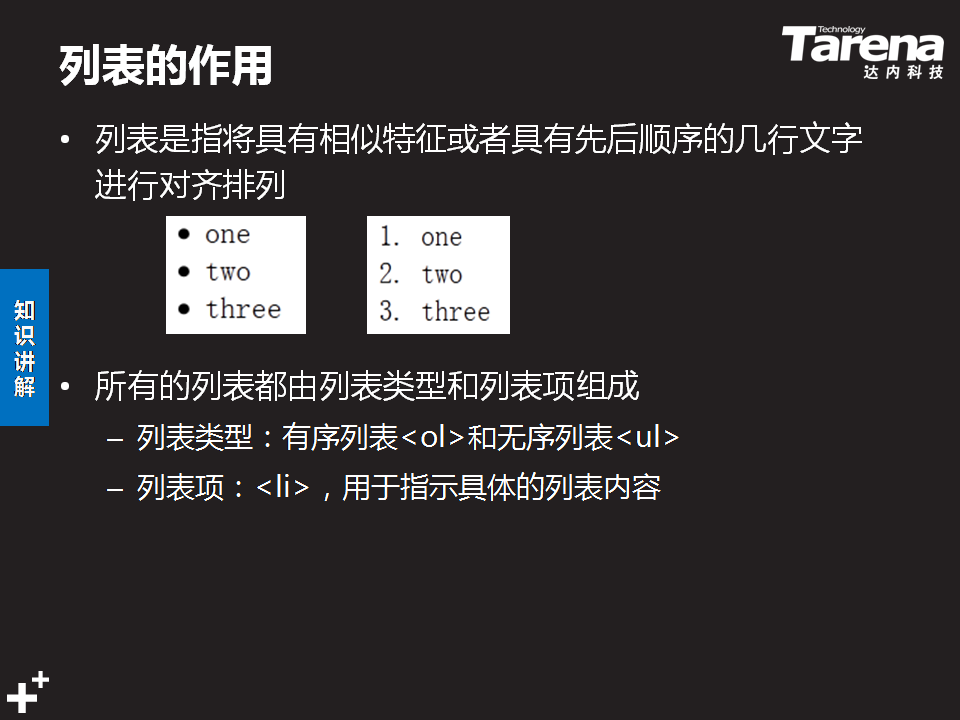 列表的作用
Technology
Tarena
达内科技
• 列表是指将具有相似特征或者具有先后顺序的几行文字
进行对齐排列
• one
• two
• three
1. one
2. two
3. three
知识讲解
• 所有的列表都由列表类型和列表项组成
– 列表类型：有序列表<ol>和无序列表<ul>
– 列表项：<li>，用于指示具体的列表内容